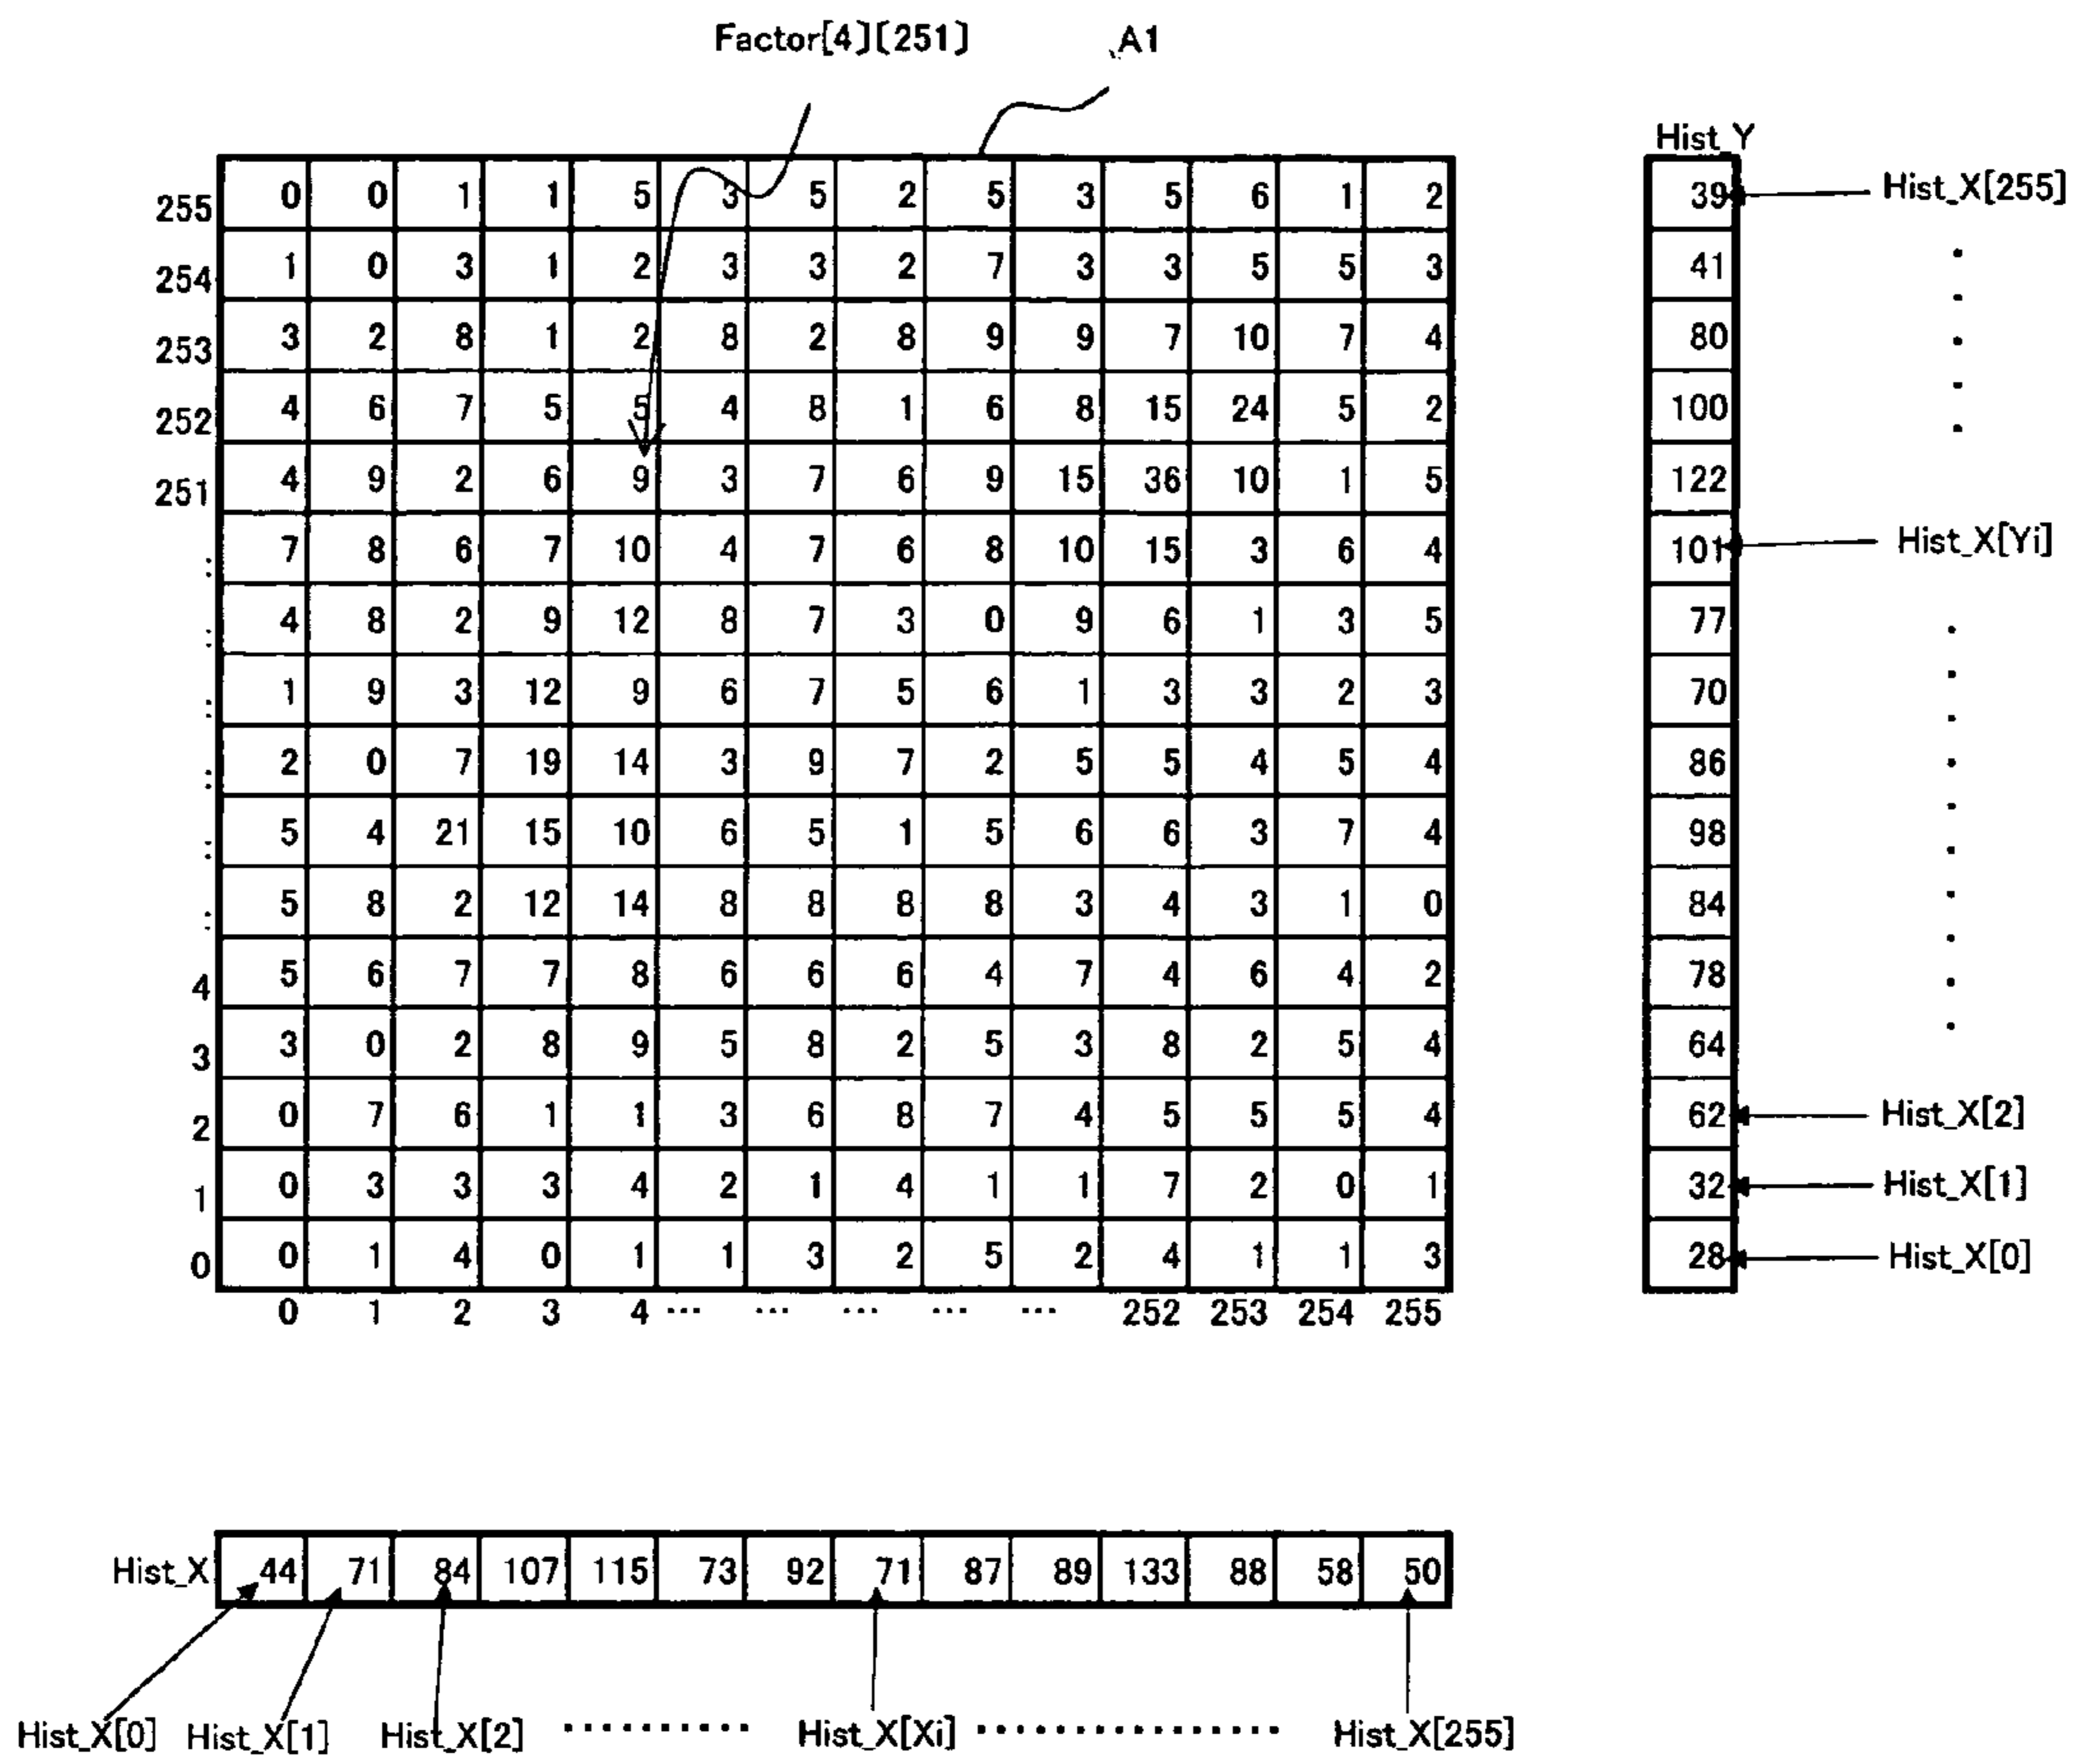 Factor[4][251] A1
Hist_Y
255 0 0 1 1 5 3 5 2 5 3 5 6 1 2 39 Hist_X[255]
254 1 0 3 1 2 3 3 2 7 3 3 5 5 3 41
253 3 2 8 1 2 8 2 8 9 9 7 10 7 4 80
252 4 6 7 5 5 4 8 1 6 8 15 24 5 2 100
251 4 9 2 6 9 3 7 6 9 15 36 10 1 5 122
: 7 8 6 7 10 4 7 6 8 10 15 3 6 4 101 Hist_X[Yi]
: 4 8 2 9 12 8 7 3 0 9 6 1 3 5 77
: 1 9 3 12 9 6 7 5 6 1 3 3 2 3 70
: 2 0 7 19 14 3 9 7 2 5 5 4 5 4 86
: 5 4 21 15 10 6 5 1 5 6 6 3 7 4 98
: 5 8 2 12 14 8 8 8 8 3 4 3 1 0 84
4 5 6 7 7 8 6 6 6 4 7 4 6 4 2 78
3 3 0 2 8 9 5 8 2 5 3 8 2 5 4 64
2 0 7 6 1 1 3 6 8 7 4 5 5 5 4 62 Hist_X[2]
1 0 3 3 3 4 2 1 4 1 1 7 2 0 1 32 Hist_X[1]
0 0 1 4 0 1 1 3 2 5 2 4 1 1 3 28 Hist_X[0]
0 1 2 3 4 ... ... ... ... ... 252 253 254 255
Hist_X 44 71 84 107 115 73 92 71 87 89 133 88 58 50
Hist_X[0] Hist_X[1] Hist_X[2] ......... Hist_X[Xi] .............. Hist_X[255]